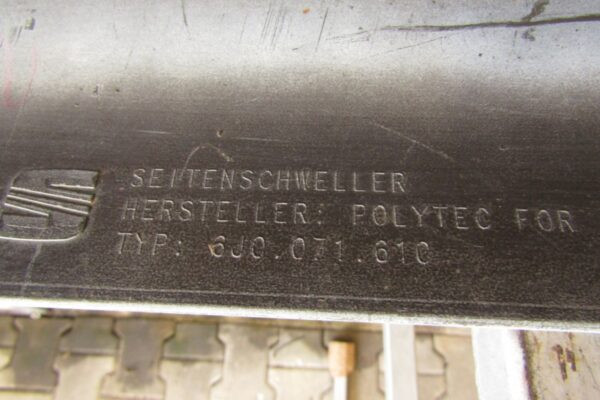 SEITENSCHWELLER
HERSTELLER: POLYTEC FOR
TYP: 6J0.071.610